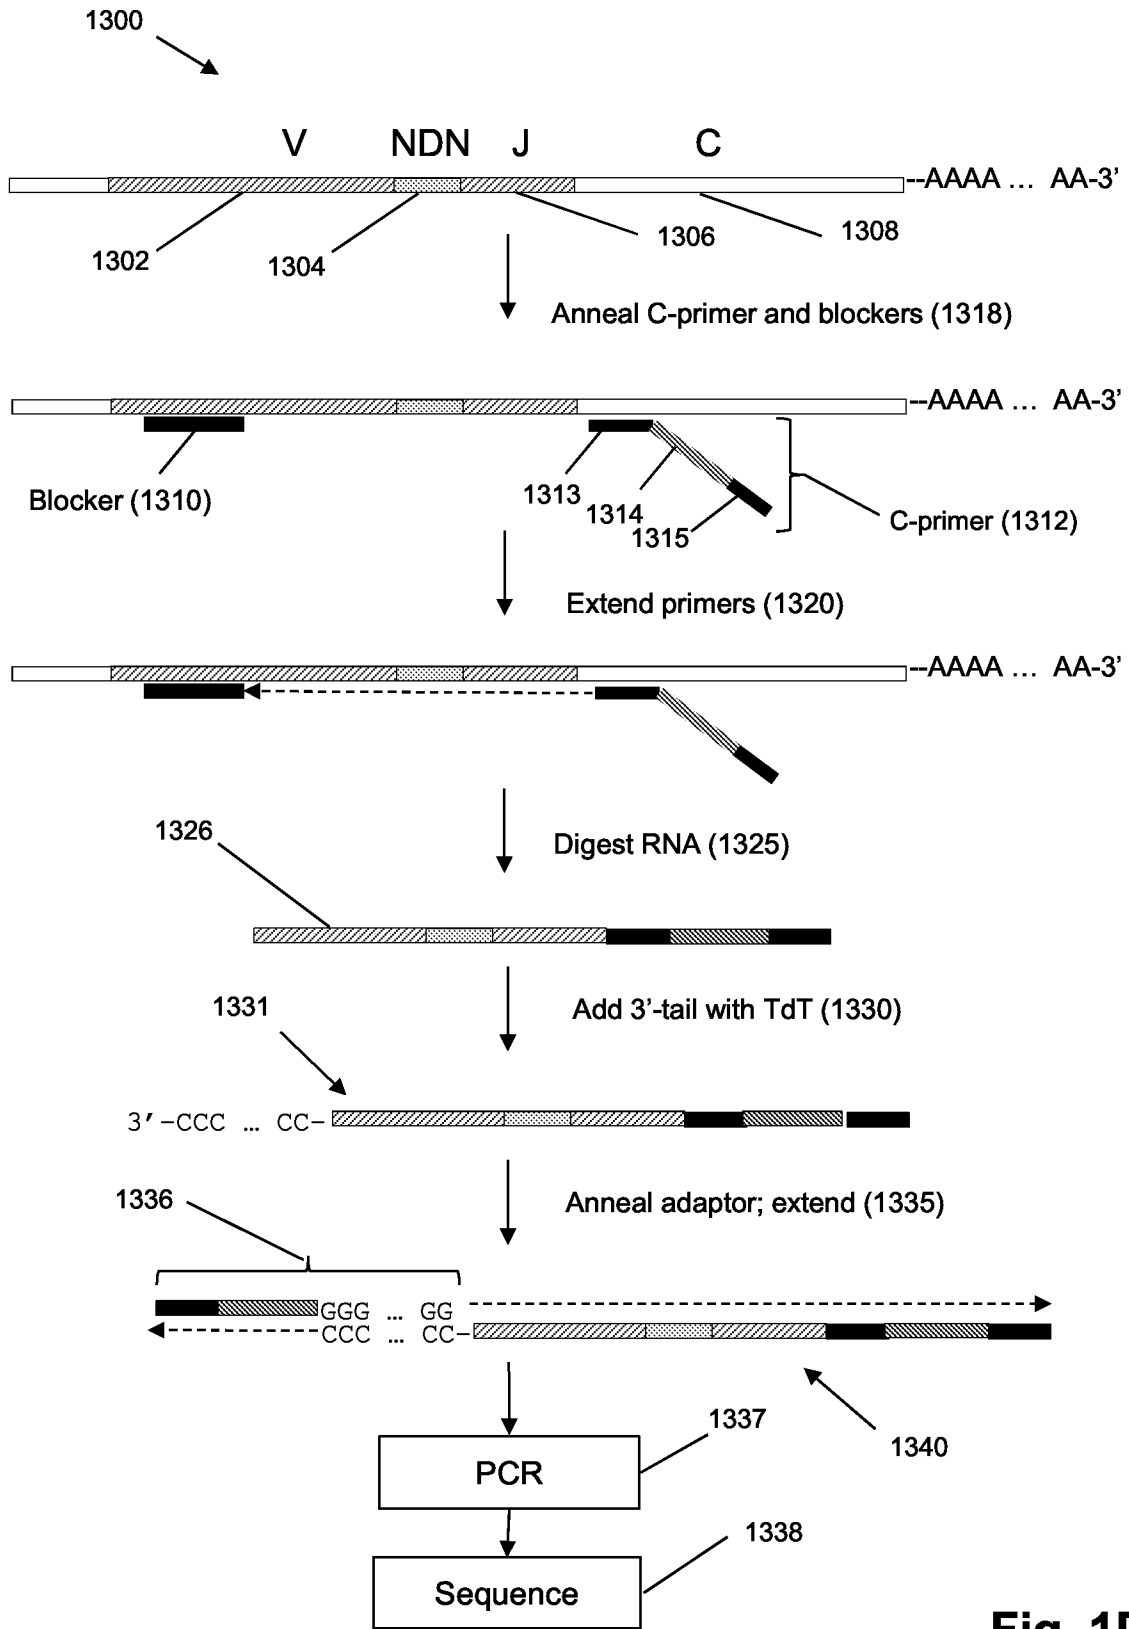 1300
V NDN J C
--AAAA ... AA-3'
1302 1304 1306 1308
Anneal C-primer and blockers (1318)
--AAAA ... AA-3'
Blocker (1310)
1313
1314
1315
C-primer (1312)
Extend primers (1320)
--AAAA ... AA-3'
1326
Digest RNA (1325)
1331
Add 3'-tail with TdT (1330)
3'-CCC ... CC-
1336
Anneal adaptor; extend (1335)
GGG ... GG
CCC ... CC-
1337
1340
PCR
1338
Sequence
Fig. 1